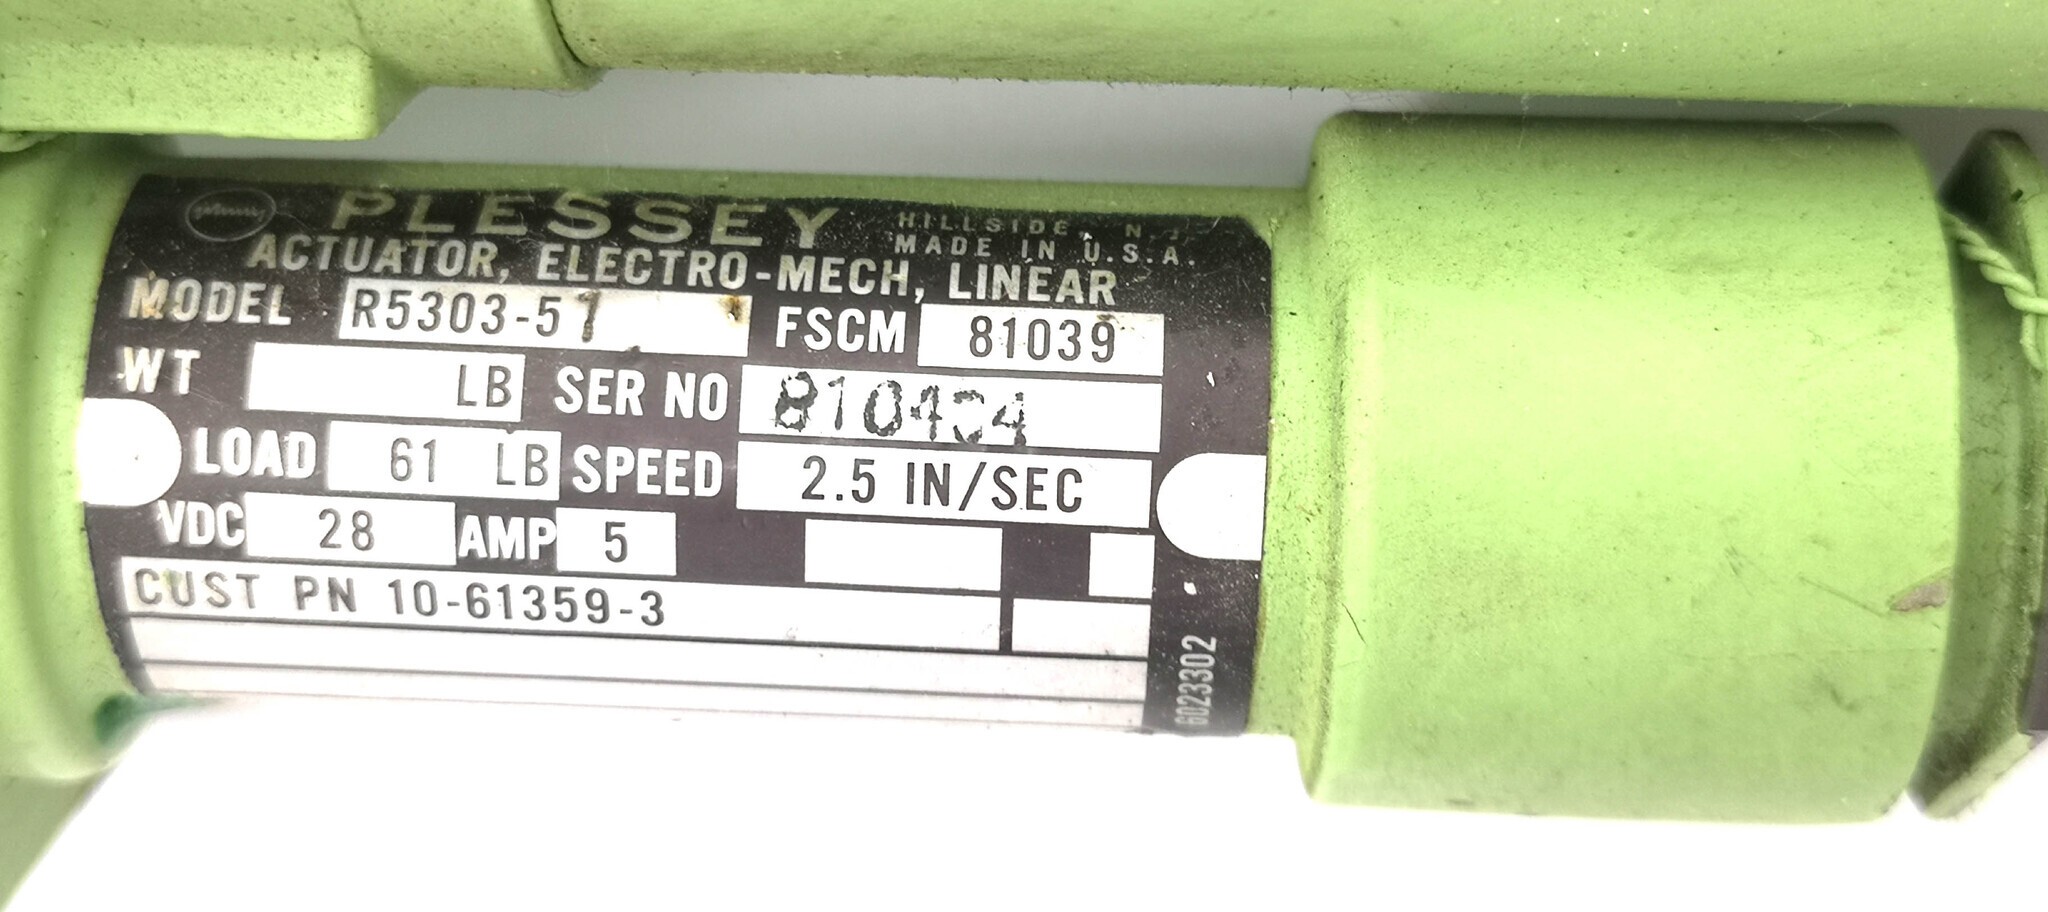 PLESSEY HILLSIDE, N.J.
MADE IN U.S.A.
ACTUATOR, ELECTRO-MECH, LINEAR
MODEL R5303-51 FSCM 81039
WT LB SER NO
LOAD 61 LB SPEED 2.5 IN/SEC
VDC 28 AMP 5
CUST PN 10-61359-3
6023302